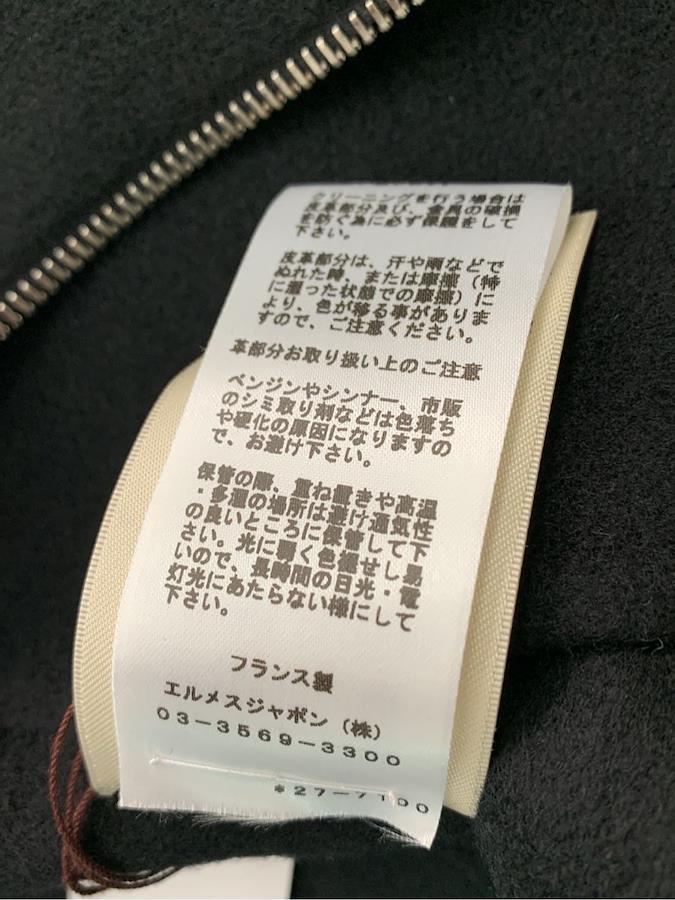 クリーニングを行う場合は
皮革部分及び、金具の破損
を防ぐ為に必ず保護をして
下さい。
皮革部分は、汗や雨などで
ぬれた時、または摩擦（特
に湿った状態での摩擦）に
より、色が移る事がありま
すので、ご注意ください。
革部分お取り扱い上のご注意
ベンジンやシンナー、市販
のシミ取り剤などは色落ち
や硬化の原因になりますの
で、お避け下さい。
保管の際、重ね置きや高温
・多湿の場所は避け通気性
の良いところに保管して下
さい。光に弱く色褪せし易
いので、長時間の日光・電
灯光にあたらない様にして
下さい。
フランス製
エルメスジャポン（株）
03-3569-3300